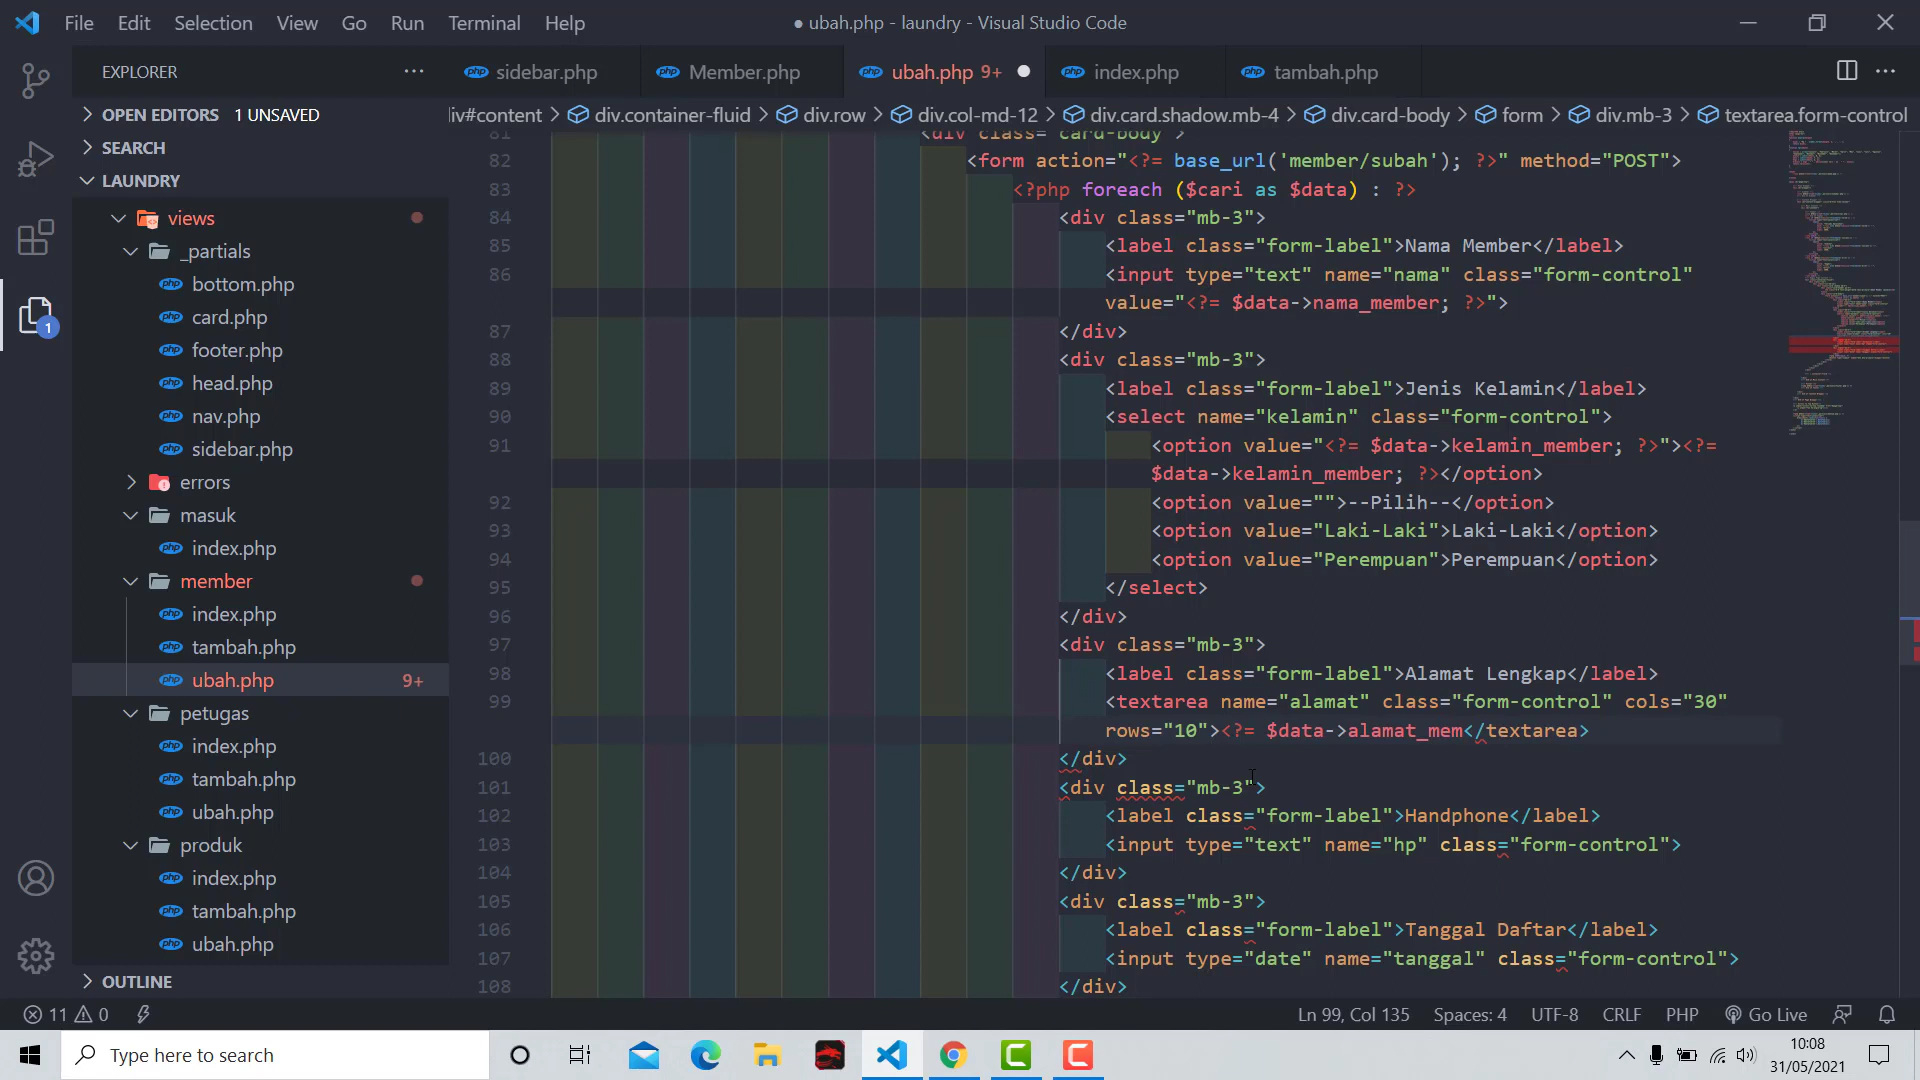 File Edit Selection View Go Run Terminal Help
● ubah.php - laundry - Visual Studio Code
EXPLORER
sidebar.php
Member.php
ubah.php 9+
index.php
tambah.php
OPEN EDITORS 1 UNSAVED
SEARCH
LAUNDRY
views
_partials
bottom.php
card.php
footer.php
head.php
nav.php
sidebar.php
errors
masuk
index.php
member
index.php
tambah.php
ubah.php 9+
petugas
index.php
tambah.php
ubah.php
produk
index.php
tambah.php
ubah.php
OUTLINE
iv#content > div.container-fluid > div.row > div.col-md-12 > div.card.shadow.mb-4 > div.card-body > form > div.mb-3 > textarea.form-control
81 <div class="card-body">
82 <form action="<?= base_url('member/subah'); ?>" method="POST">
83 <?php foreach ($cari as $data) : ?>
84 <div class="mb-3">
85 <label class="form-label">Nama Member</label>
86 <input type="text" name="nama" class="form-control"
value="<?= $data->nama_member; ?>">
87 </div>
88 <div class="mb-3">
89 <label class="form-label">Jenis Kelamin</label>
90 <select name="kelamin" class="form-control">
91 <option value="<?= $data->kelamin_member; ?>"><?=
$data->kelamin_member; ?></option>
92 <option value="">--Pilih--</option>
93 <option value="Laki-Laki">Laki-Laki</option>
94 <option value="Perempuan">Perempuan</option>
95 </select>
96 </div>
97 <div class="mb-3">
98 <label class="form-label">Alamat Lengkap</label>
99 <textarea name="alamat" class="form-control" cols="30"
rows="10"><?= $data->alamat_mem</textarea>
100 </div>
101 <div class="mb-3">
102 <label class="form-label">Handphone</label>
103 <input type="text" name="hp" class="form-control">
104 </div>
105 <div class="mb-3">
106 <label class="form-label">Tanggal Daftar</label>
107 <input type="date" name="tanggal" class="form-control">
108 </div>
1
11 0
Ln 99, Col 135 Spaces: 4 UTF-8 CRLF PHP Go Live
Type here to search
10:08
31/05/2021